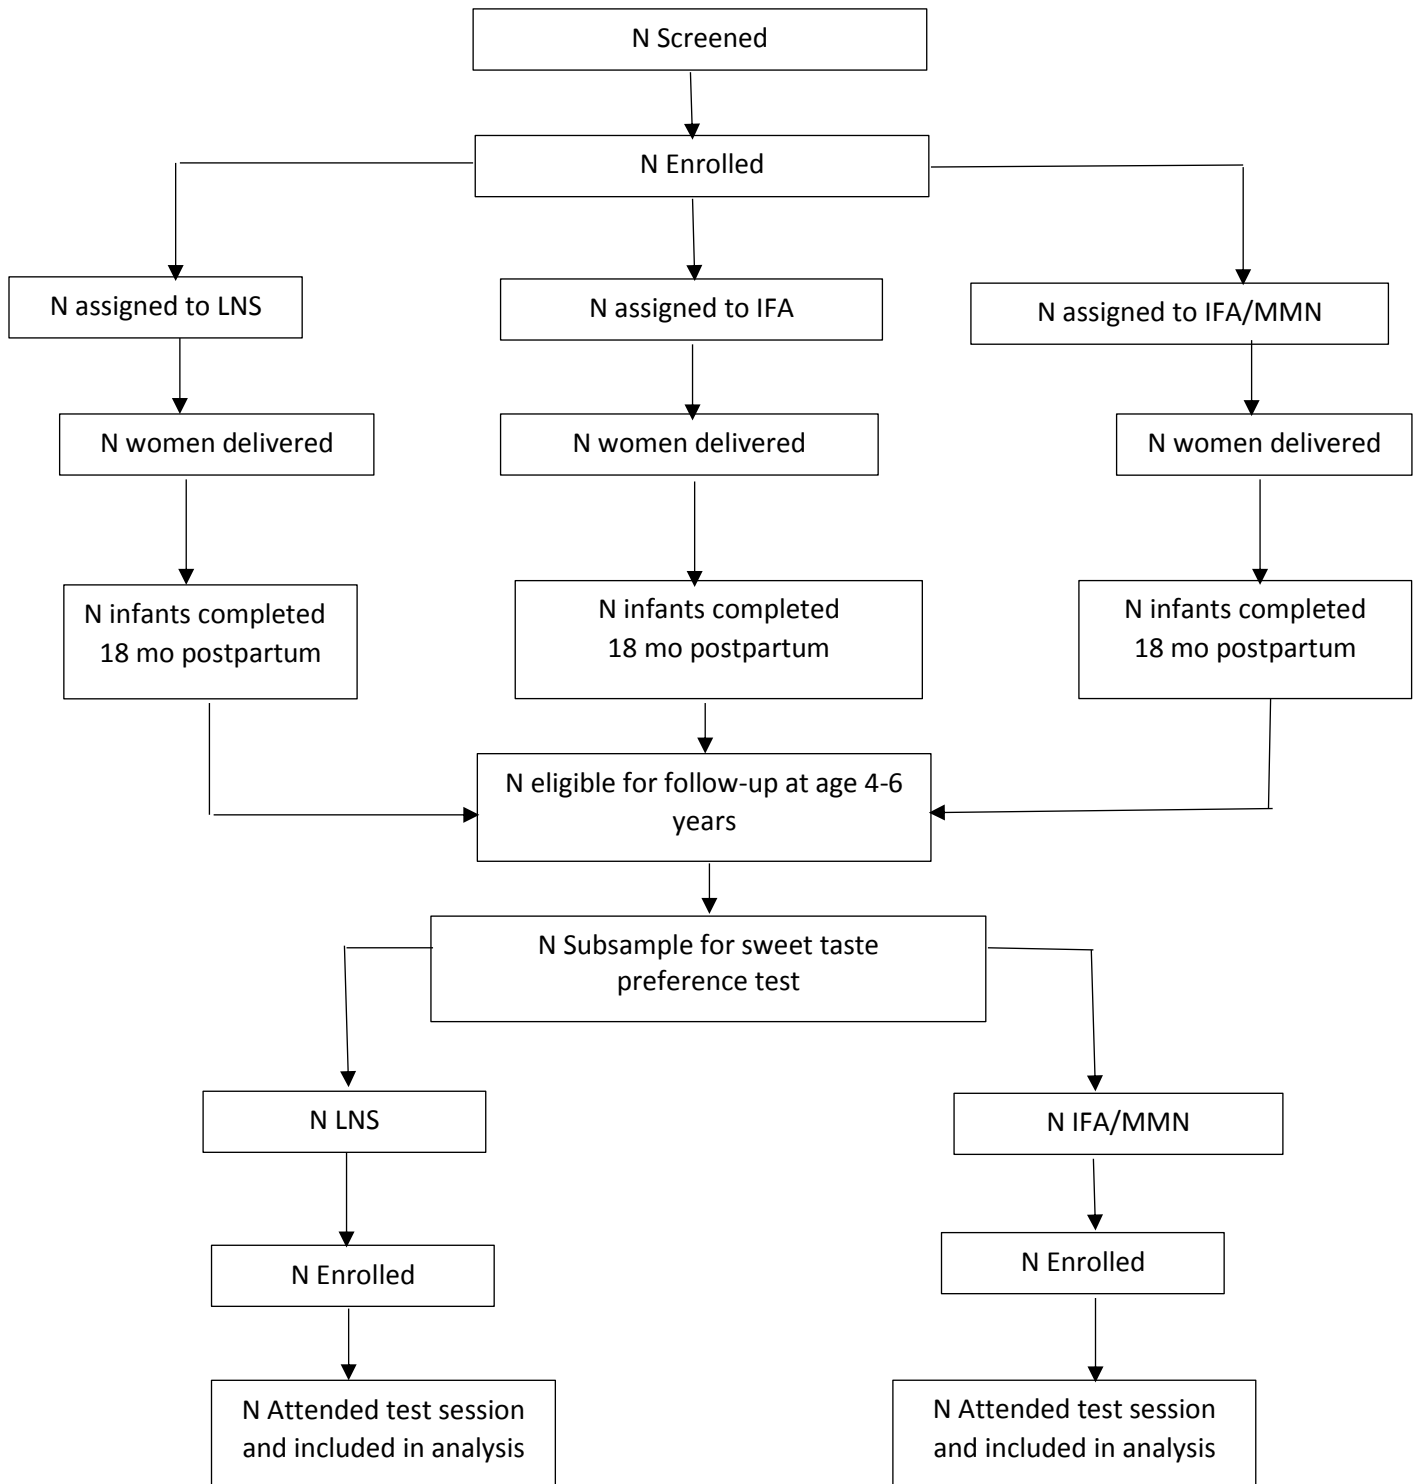 N Screened
N Enrolled
N assigned to LNS
N assigned to IFA
N assigned to IFA/MMN
N women delivered
N women delivered
N women delivered
N infants completed
18 mo postpartum
N infants completed
18 mo postpartum
N infants completed
18 mo postpartum
N eligible for follow-up at age 4-6
years
N Subsample for sweet taste
preference test
N LNS
N IFA/MMN
N Enrolled
N Enrolled
N Attended test session
and included in analysis
N Attended test session
and included in analysis